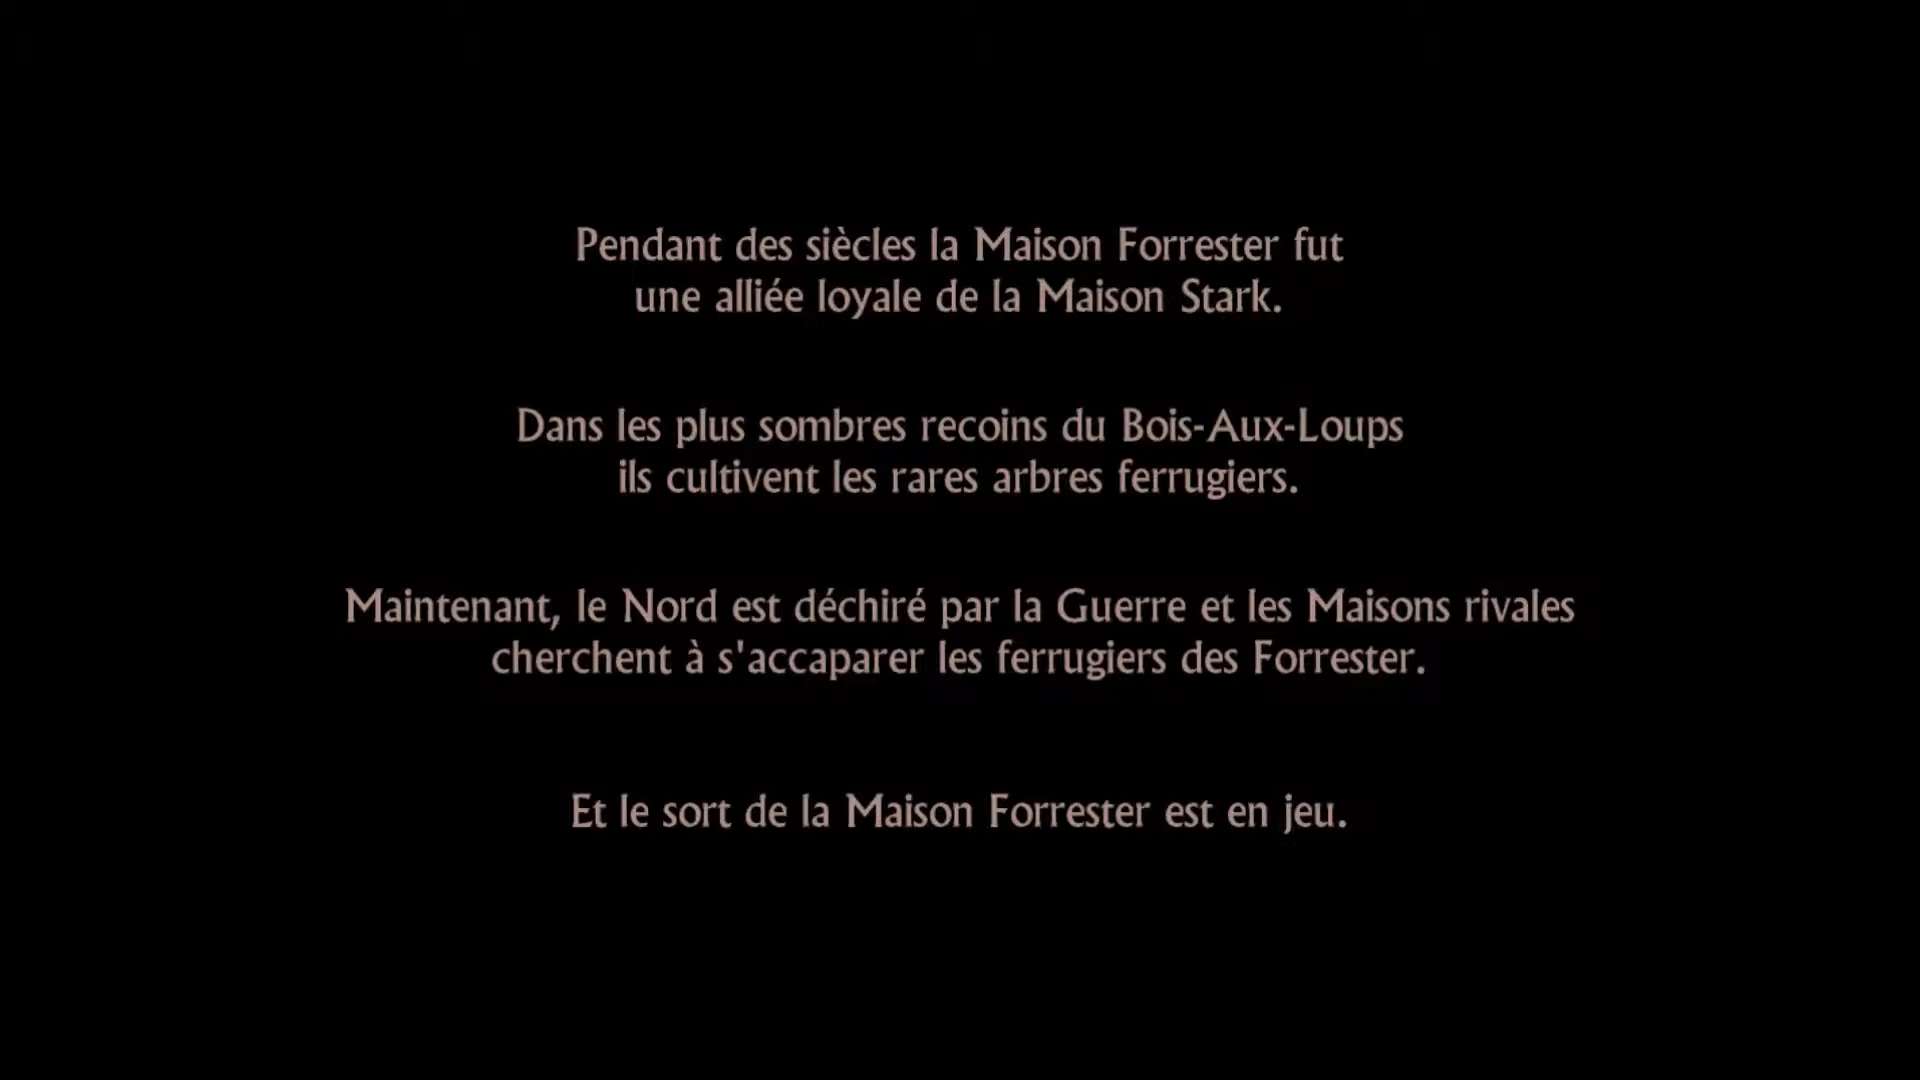 Pendant des siècles la Maison Forrester fut
une alliée loyale de la Maison Stark.
Dans les plus sombres recoins du Bois-Aux-Loups
ils cultivent les rares arbres ferrugiers.
Maintenant, le Nord est déchiré par la Guerre et les Maisons rivales
cherchent à s'accaparer les ferrugiers des Forrester.
Et le sort de la Maison Forrester est en jeu.